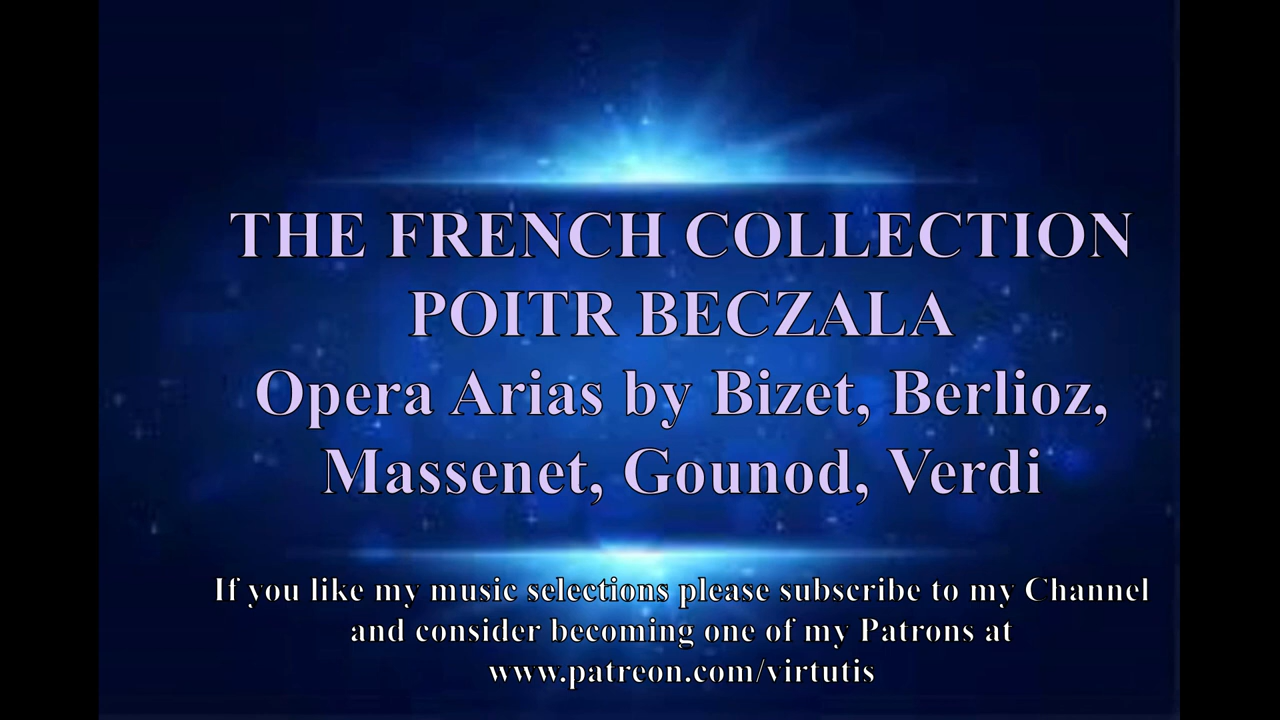 THE FRENCH COLLECTION
POITR BECZALA
Opera Arias by Bizet, Berlioz,
Massenet, Gounod, Verdi
If you like my music selections please subscribe to my Channel
and consider becoming one of my Patrons at
www.patreon.com/virtutis